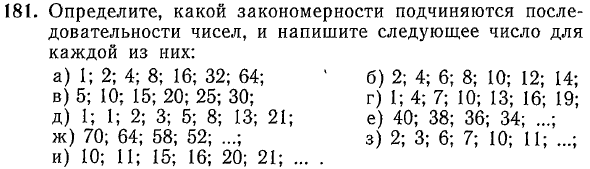 181. Определите, какой закономерности подчиняются после-
довательности чисел, и напишите следующее число для
каждой из них:
а) 1; 2; 4; 8; 16; 32; 64; б) 2; 4; 6; 8; 10; 12; 14;
в) 5; 10; 15; 20; 25; 30; г) 1; 4; 7; 10; 13; 16; 19;
д) 1; 1; 2; 3; 5; 8; 13; 21; е) 40; 38; 36; 34; ...;
ж) 70; 64; 58; 52; ...; з) 2; 3; 6; 7; 10; 11; ...;
и) 10; 11; 15; 16; 20; 21; ... .